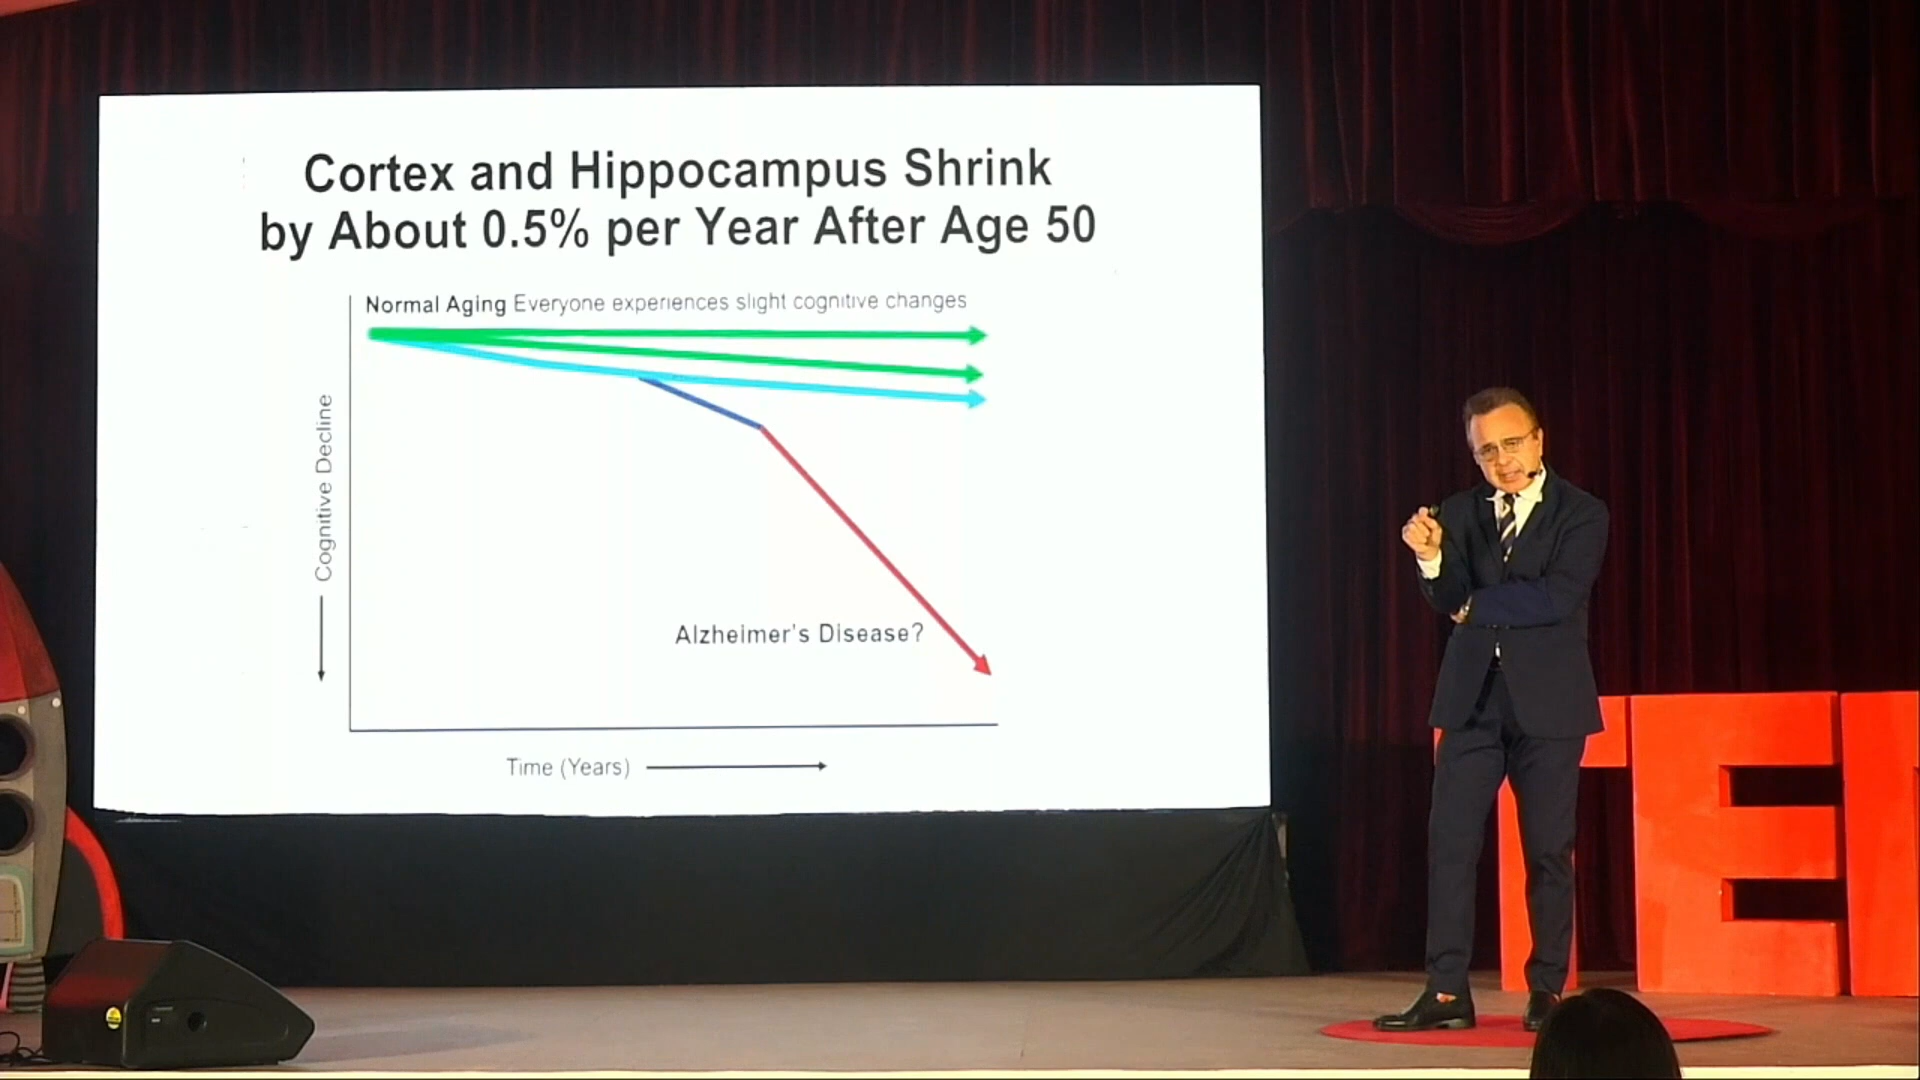 Cortex and Hippocampus Shrink
by About 0.5% per Year After Age 50
Normal Aging Everyone experiences slight cognitive changes
Cognitive Decline
Alzheimer's Disease?
Time (Years)
TED